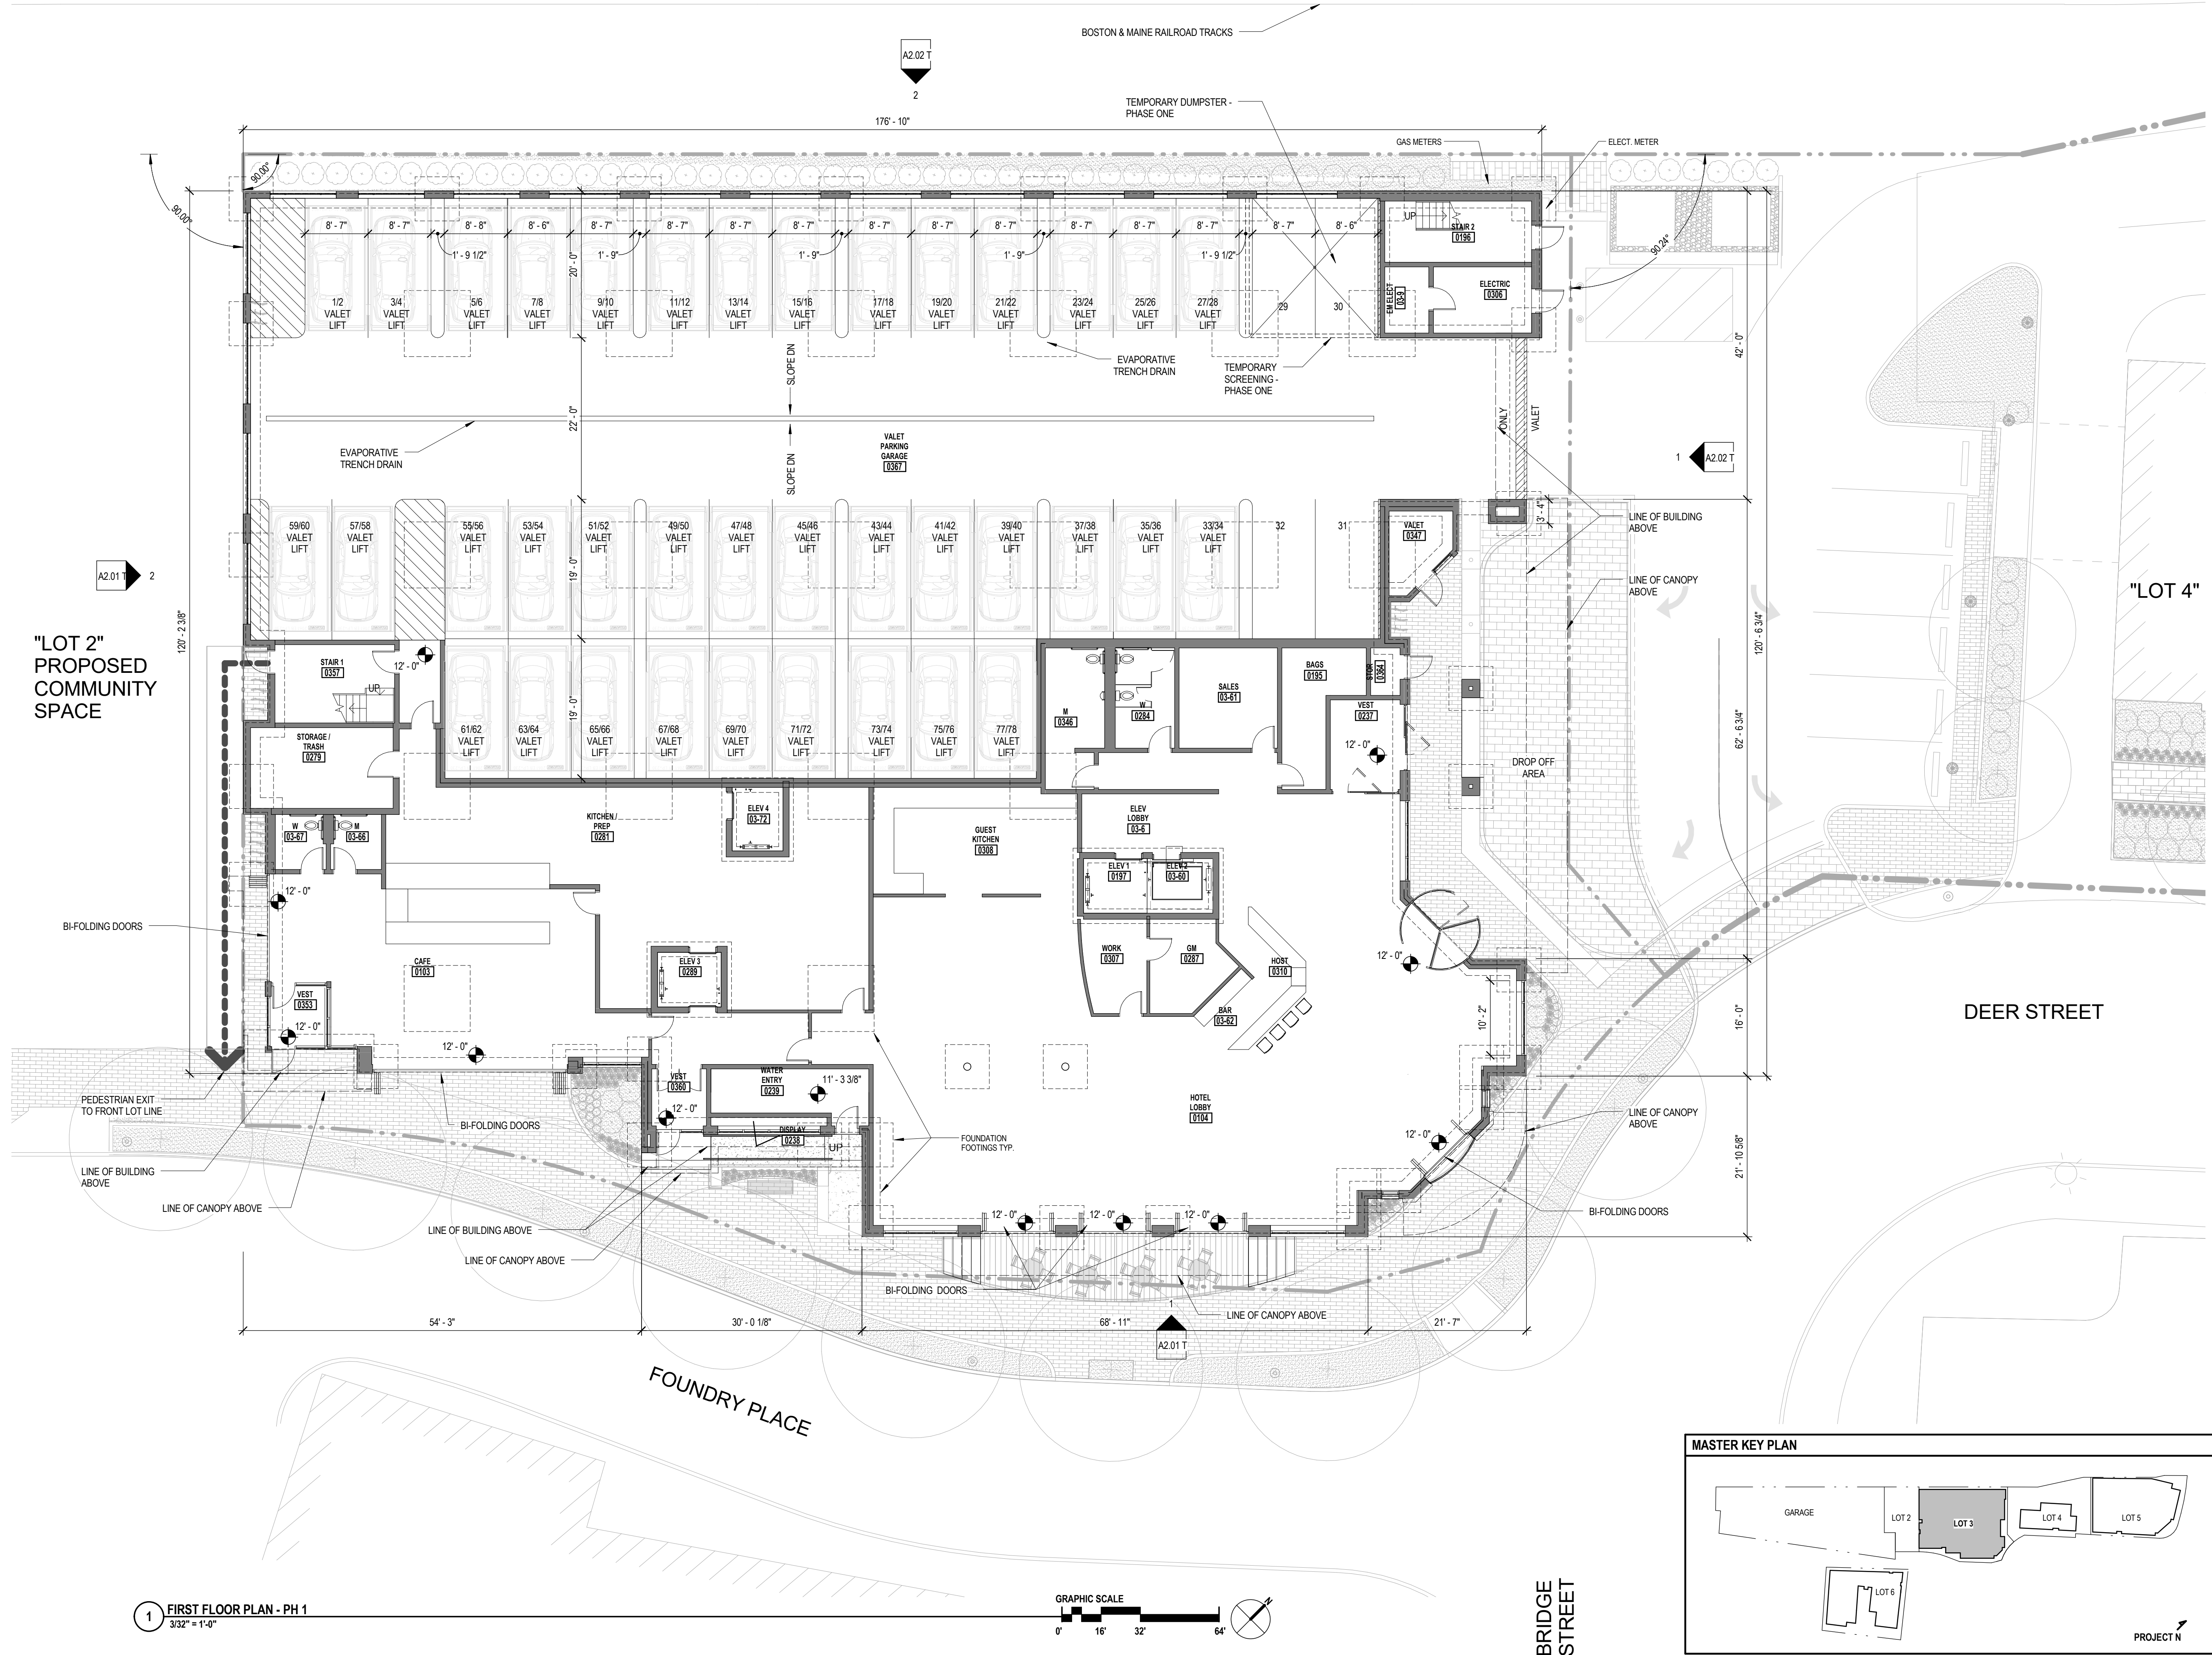 BOSTON & MAINE RAILROAD TRACKS
A2.02 T
2
TEMPORARY DUMPSTER -
PHASE ONE
176' - 10"
GAS METERS
ELECT. METER
90.00°
90.00°
90.24°
8' - 7"
8' - 7"
8' - 8"
8' - 6"
8' - 7"
8' - 7"
8' - 7"
8' - 7"
8' - 7"
8' - 7"
8' - 7"
8' - 7"
8' - 7"
8' - 7"
8' - 7"
8' - 6"
1' - 9 1/2"
1' - 9"
1' - 9"
1' - 9"
1' - 9 1/2"
20' - 0"
UP
STAIR 2
0196
EM ELECT
03-9
ELECTRIC
0306
1/2
VALET
LIFT
3/4
VALET
LIFT
5/6
VALET
LIFT
7/8
VALET
LIFT
9/10
VALET
LIFT
11/12
VALET
LIFT
13/14
VALET
LIFT
15/16
VALET
LIFT
17/18
VALET
LIFT
19/20
VALET
LIFT
21/22
VALET
LIFT
23/24
VALET
LIFT
25/26
VALET
LIFT
27/28
VALET
LIFT
29
30
42' - 0"
SLOPE DN
EVAPORATIVE
TRENCH DRAIN
TEMPORARY
SCREENING -
PHASE ONE
22' - 0"
EVAPORATIVE
TRENCH DRAIN
SLOPE DN
VALET
PARKING
GARAGE
0367
ONLY
VALET
1
A2.02 T
59/60
VALET
LIFT
57/58
VALET
LIFT
55/56
VALET
LIFT
53/54
VALET
LIFT
51/52
VALET
LIFT
49/50
VALET
LIFT
47/48
VALET
LIFT
45/46
VALET
LIFT
43/44
VALET
LIFT
41/42
VALET
LIFT
39/40
VALET
LIFT
37/38
VALET
LIFT
35/36
VALET
LIFT
33/34
VALET
LIFT
32
31
VALET
0347
3' - 4"
LINE OF BUILDING
ABOVE
LINE OF CANOPY
ABOVE
19' - 0"
A2.01 T
2
"LOT 4"
120' - 2 3/8"
120' - 6 3/4"
62' - 6 3/4"
"LOT 2"
PROPOSED
COMMUNITY
SPACE
STAIR 1
0357
UP
12' - 0"
19' - 0"
61/62
VALET
LIFT
63/64
VALET
LIFT
65/66
VALET
LIFT
67/68
VALET
LIFT
69/70
VALET
LIFT
71/72
VALET
LIFT
73/74
VALET
LIFT
75/76
VALET
LIFT
77/78
VALET
LIFT
M
0346
W
0284
SALES
03-61
BAGS
0195
STOR
0364
VEST
0237
12' - 0"
DROP OFF
AREA
STORAGE /
TRASH
0279
W
03-67
M
03-66
KITCHEN /
PREP
0281
ELEV 4
03-72
GUEST
KITCHEN
0308
ELEV
LOBBY
03-6
ELEV 1
0197
ELEV 2
03-60
12' - 0"
BI-FOLDING DOORS
CAFE
0103
ELEV 3
0289
WORK
0307
GM
0287
HOST
0310
BAR
03-62
12' - 0"
10' - 2"
16' - 0"
DEER STREET
VEST
0353
12' - 0"
12' - 0"
VEST
0360
12' - 0"
WATER
ENTRY
0239
11' - 3 3/8"
DISPLAY
0238
UP
HOTEL
LOBBY
0104
12' - 0"
PEDESTRIAN EXIT
TO FRONT LOT LINE
BI-FOLDING DOORS
FOUNDATION
FOOTINGS TYP.
LINE OF CANOPY
ABOVE
21' - 10 5/8"
LINE OF BUILDING
ABOVE
LINE OF CANOPY ABOVE
LINE OF BUILDING ABOVE
LINE OF CANOPY ABOVE
12' - 0"
12' - 0"
12' - 0"
BI-FOLDING DOORS
BI-FOLDING DOORS
LINE OF CANOPY ABOVE
1
A2.01 T
54' - 3"
30' - 0 1/8"
68' - 11"
21' - 7"
FOUNDRY PLACE
BRIDGE
STREET
MASTER KEY PLAN
GARAGE
LOT 2
LOT 3
LOT 4
LOT 5
LOT 6
PROJECT N
1
FIRST FLOOR PLAN - PH 1
3/32" = 1'-0"
GRAPHIC SCALE
0'
16'
32'
64'
N